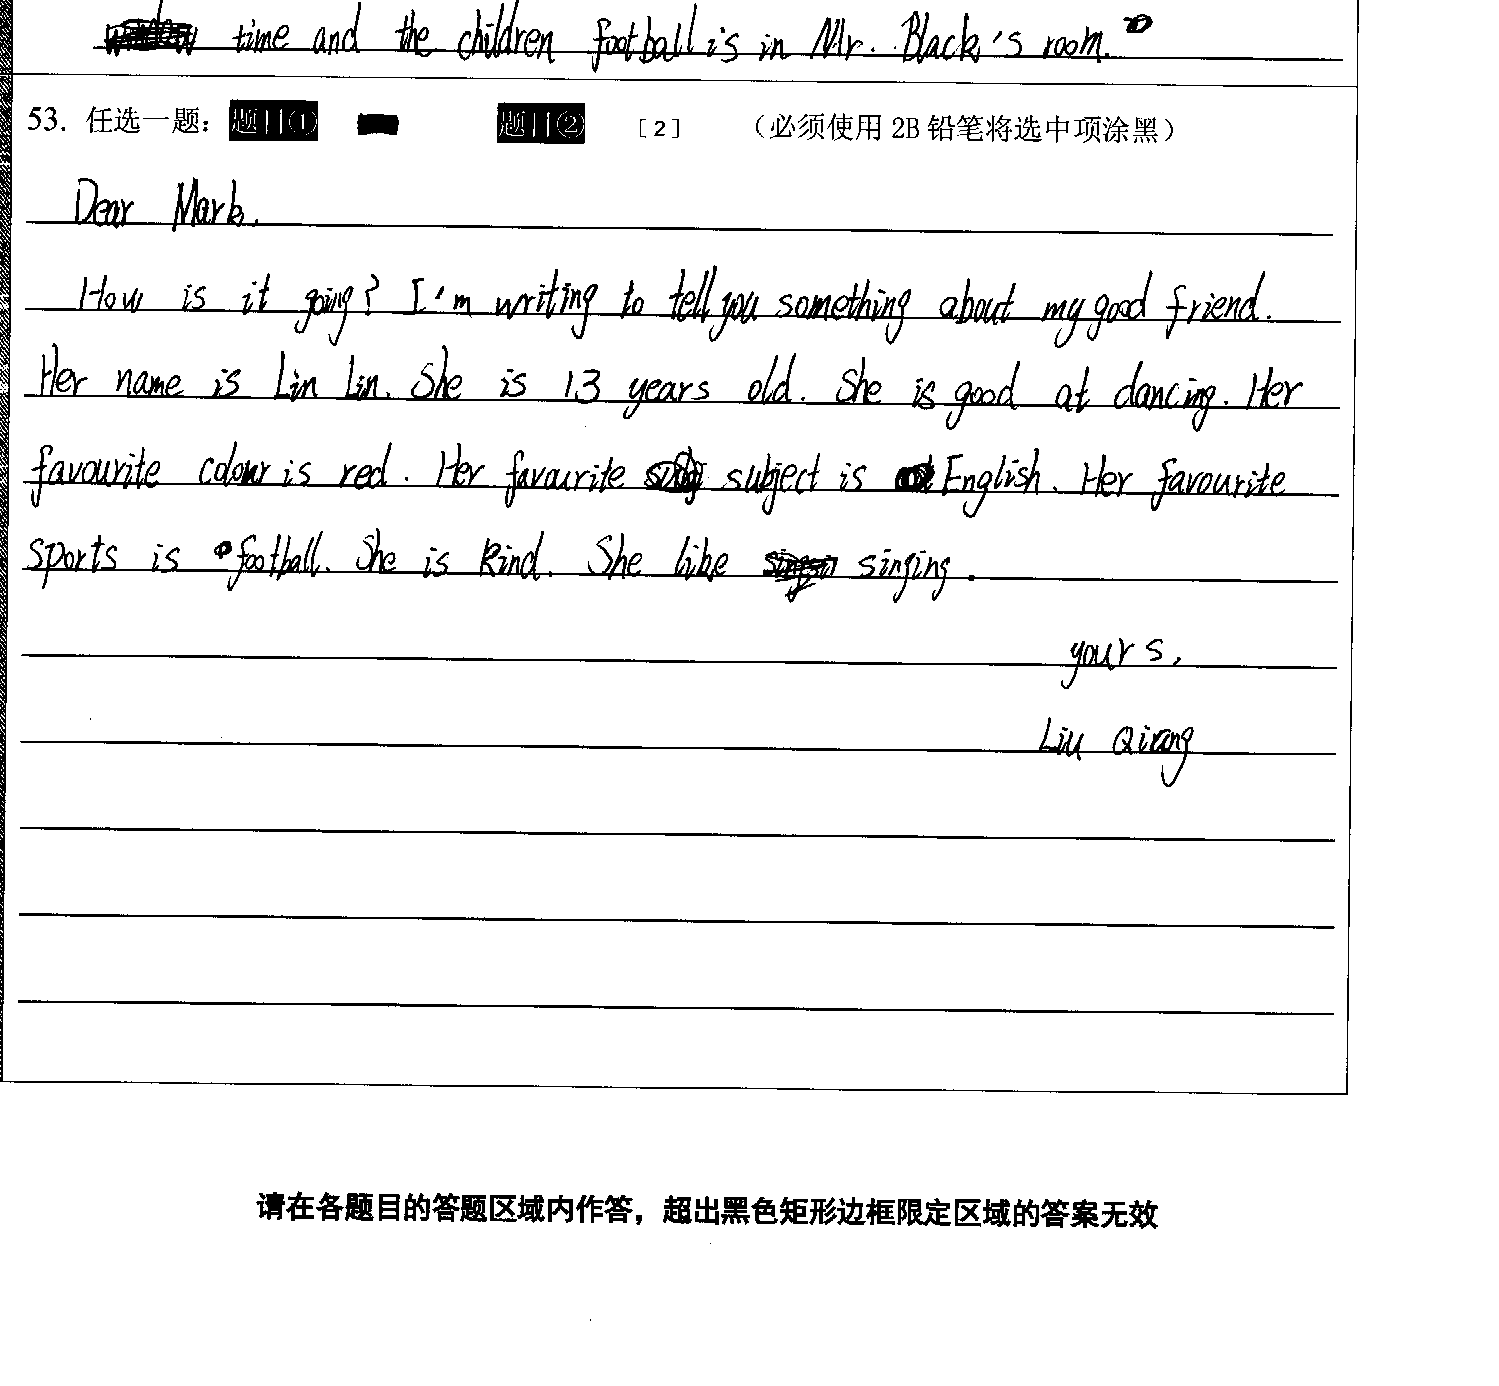 time and the children football is in Mr. Black's room.
53. 任选一题: 题目① 题目② [2] （必须使用 2B 铅笔将选中项涂黑）
Dear Mark.
How is it going? I'm writing to tell you something about my good friend.
Her name is Lin Lin. She is 13 years old. She is good at dancing. Her
favourite colour is red. Her favourite subject is English. Her favourite
sports is football. She is kind. She like singing.
yours,
Liu Qiang
请在各题目的答题区域内作答，超出黑色矩形边框限定区域的答案无效